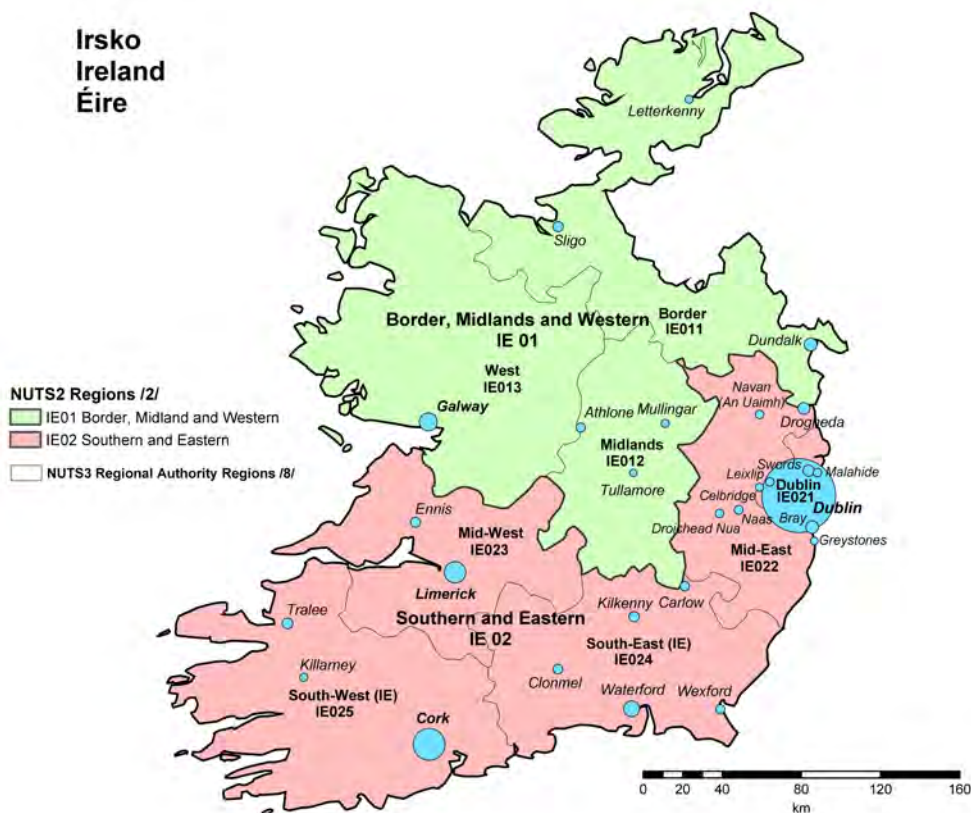 Irsko
Ireland
Éire
Letterkenny
Sligo
Border, Midlands and Western
IE 01
Border
IE011
Dundalk
West
IE013
NUTS2 Regions /2/
IE01 Border, Midland and Western
IE02 Southern and Eastern
NUTS3 Regional Authority Regions /8/
Galway
Athlone
Mullingar
Navan
(An Uaimh)
Drogheda
Midlands
IE012
Tullamore
Swords
Malahide
Leixlip
Dublin
IE021
Dublin
Celbridge
Naas
Bray
Droichead Nua
Greystones
Ennis
Mid-West
IE023
Mid-East
IE022
Limerick
Kilkenny
Carlow
Tralee
Southern and Eastern
IE 02
South-East (IE)
IE024
Killarney
Clonmel
Waterford
Wexford
South-West (IE)
IE025
Cork
0 20 40 80 120 160
km